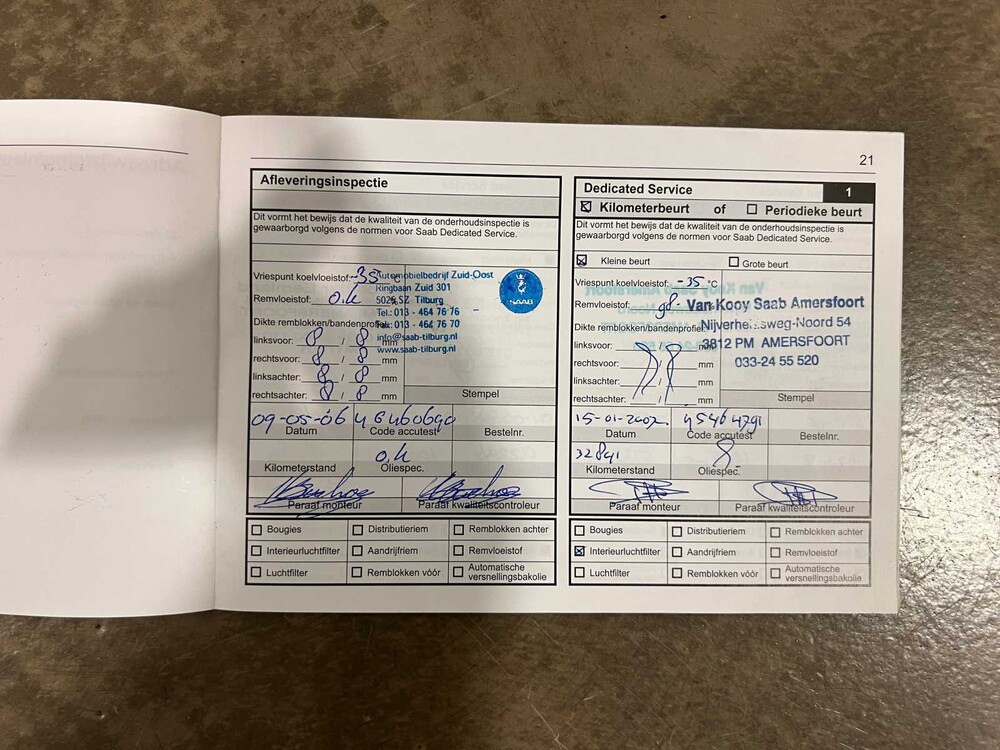 21
Afleveringsinspectie
Dit vormt het bewijs dat de kwaliteit van de onderhoudsinspectie is
gewaarborgd volgens de normen voor Saab Dedicated Service.
Vriespunt koelvloeistof: -35
Remvloeistof: o.k
Dikte remblokken/bandenprofiel:
linksvoor: 8 / 8 mm
rechtsvoor: 8 / 8 mm
linksachter: 8 / 8 mm
rechtsachter: 8 / 8 mm
Automobielbedrijf Zuid-Oost
Ringbaan Zuid 301
5025 SZ Tilburg
Tel.: 013 - 464 76 76
Fax.: 013 - 464 76 70
info@saab-tilburg.nl
www.saab-tilburg.nl
SAAB
Stempel
09-05-06
Datum Code accutest Bestelnr.
o.k
Kilometerstand Oliespec.
Paraaf monteur Paraaf kwaliteitscontroleur
Bougies Distributieriem Remblokken achter
Interieurluchtfilter Aandrijfriem Remvloeistof
Luchtfilter Remblokken vóór Automatische
versnellingsbakolie
Dedicated Service 1
Kilometerbeurt of Periodieke beurt
Dit vormt het bewijs dat de kwaliteit van de onderhoudsinspectie is
gewaarborgd volgens de normen voor Saab Dedicated Service.
Kleine beurt Grote beurt
Vriespunt koelvloeistof: -35 °C
Remvloeistof:
Dikte remblokken/bandenprofiel:
linksvoor: / mm
rechtsvoor: / mm
linksachter: / mm
rechtsachter: / mm
Van Kooy Saab Amersfoort
Nijverheidsweg-Noord 54
3812 PM AMERSFOORT
033-24 55 520
Stempel
15-01-2007
Datum Code accutest Bestelnr.
32891
Kilometerstand Oliespec.
Paraaf monteur Paraaf kwaliteitscontroleur
Bougies Distributieriem Remblokken achter
Interieurluchtfilter Aandrijfriem Remvloeistof
Luchtfilter Remblokken vóór Automatische
versnellingsbakolie